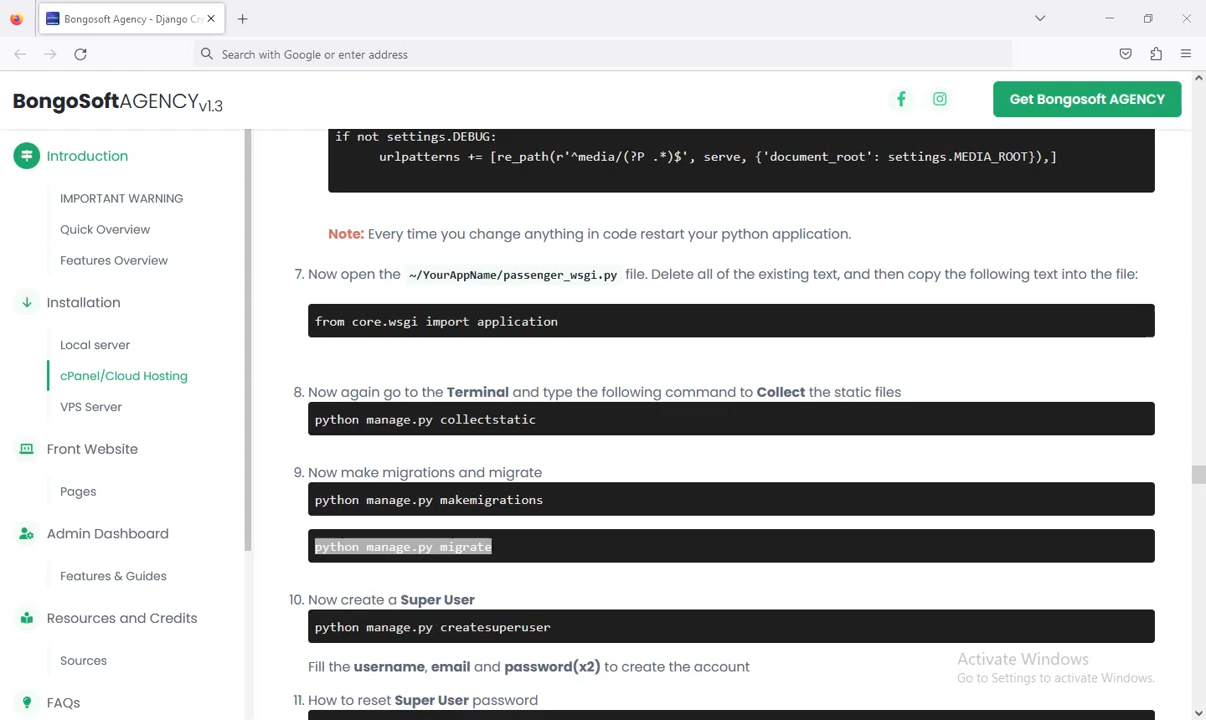 Bongosoft Agency - Django Cre
Search with Google or enter address
BongoSoftAGENCYv1.3
Get Bongosoft AGENCY
Introduction
IMPORTANT WARNING
Quick Overview
Features Overview
Installation
Local server
cPanel/Cloud Hosting
VPS Server
Front Website
Pages
Admin Dashboard
Features & Guides
Resources and Credits
Sources
FAQs
if not settings.DEBUG:
urlpatterns += [re_path(r'^media/(?P .*)$', serve, {'document_root': settings.MEDIA_ROOT}),]
Note: Every time you change anything in code restart your python application.
7. Now open the ~/YourAppName/passenger_wsgi.py file. Delete all of the existing text, and then copy the following text into the file:
from core.wsgi import application
8. Now again go to the Terminal and type the following command to Collect the static files
python manage.py collectstatic
9. Now make migrations and migrate
python manage.py makemigrations
python manage.py migrate
10. Now create a Super User
python manage.py createsuperuser
Fill the username, email and password(x2) to create the account
11. How to reset Super User password
Activate Windows
Go to Settings to activate Windows.